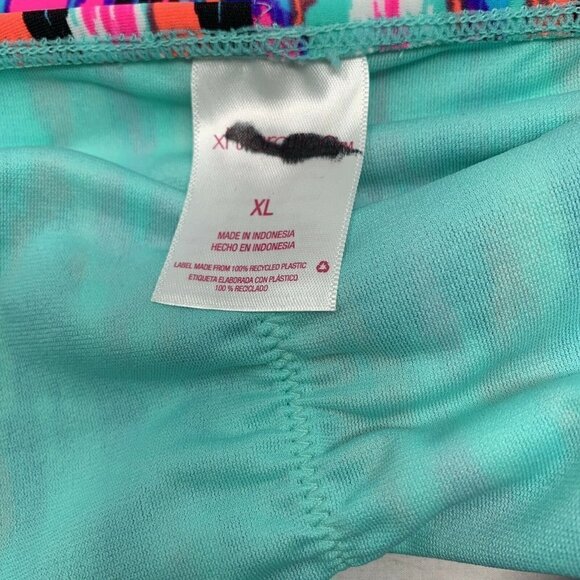 XL
MADE IN INDONESIA
HECHO EN INDONESIA
LABEL MADE FROM 100% RECYCLED PLASTIC
ETIQUETA ELABORADA CON PLÁSTICO
100 % RECICLADO